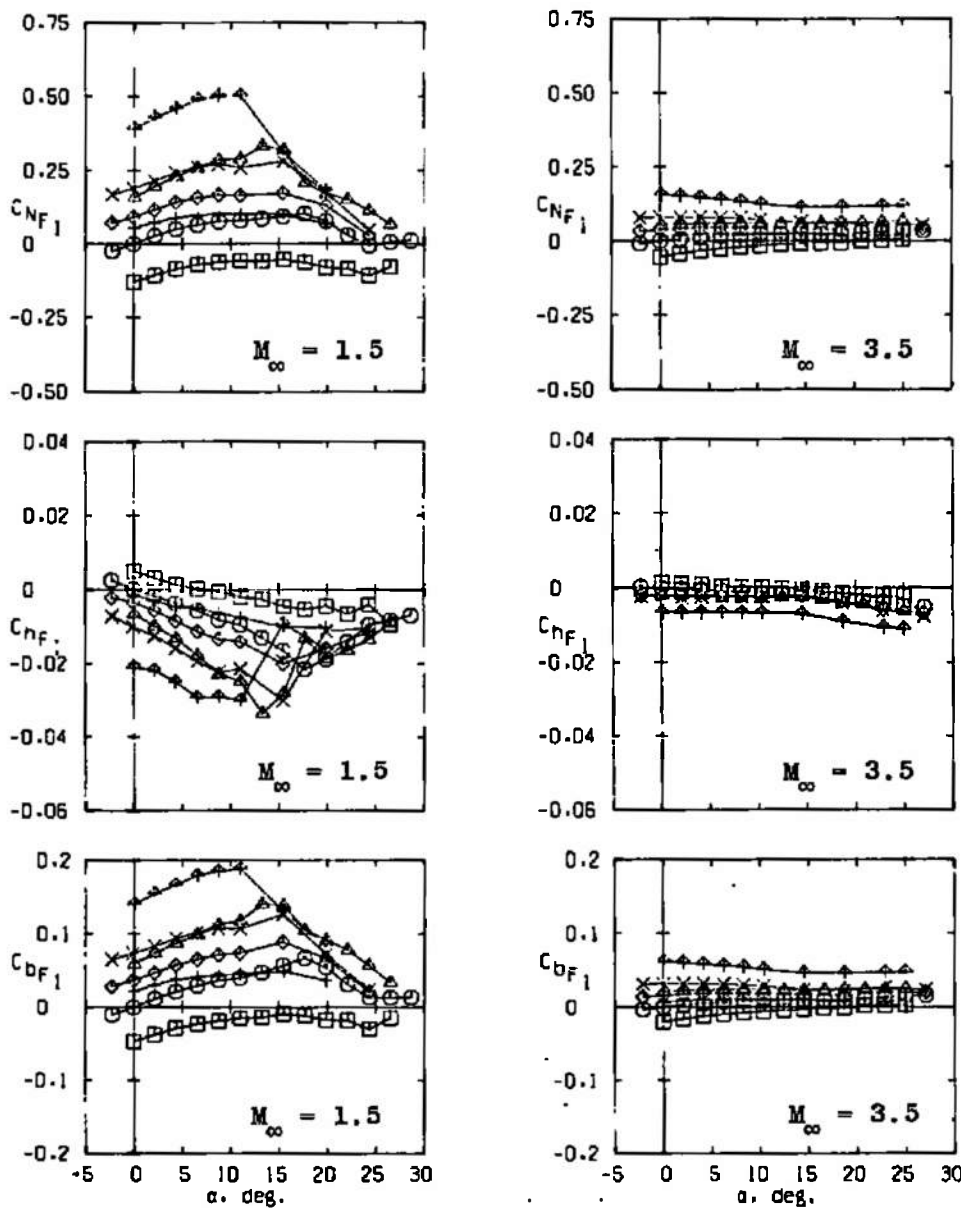 0.75
0.50
0.25
C_NF1
0
-0.25
-0.50
M∞ = 1.5
0.75
0.50
0.25
C_NF1
0
-0.25
-0.50
M∞ = 3.5
0.04
0.02
0
C_hF.
-0.02
-0.04
-0.06
M∞ = 1.5
0.04
0.02
0
C_hF1
-0.02
-0.04
-0.06
M∞ - 3.5
0.2
0.1
C_bF1
0
-0.1
-0.2
M∞ = 1.5
-5 0 5 10 15 20 25 30
α. deg.
0.2
0.1
C_bF1
0
-0.1
-0.2
M∞ = 3.5
-5 0 5 10 15 20 25 30
α. deg.